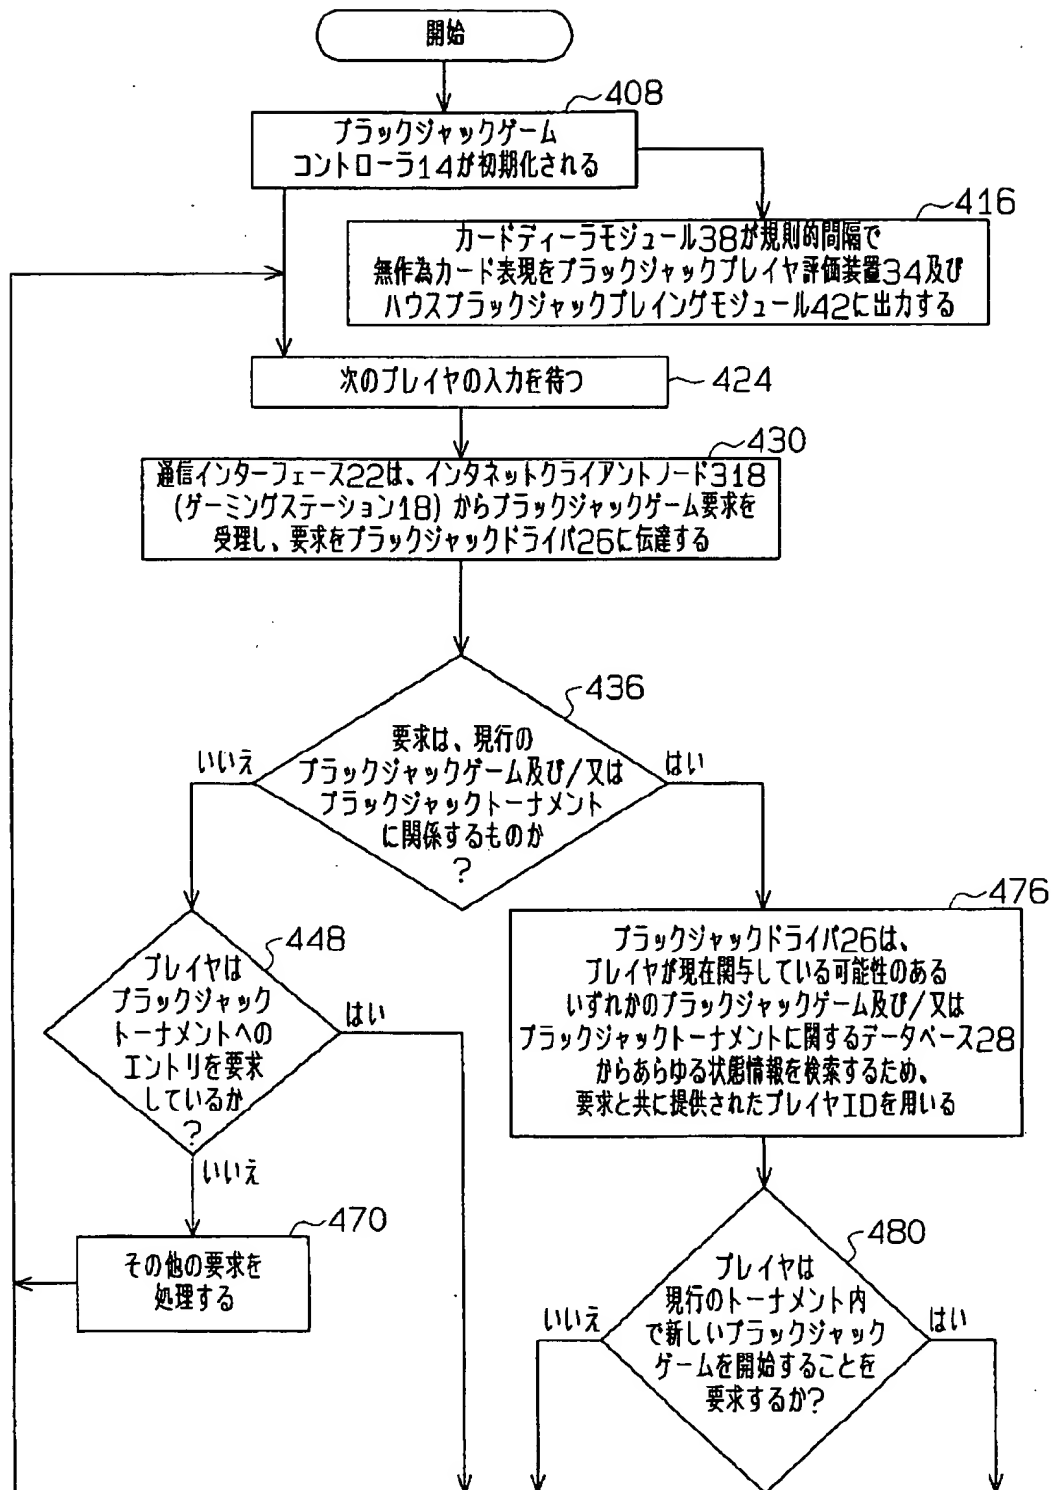 開始
408
ブラックジャックゲーム
コントローラ14が初期化される
416
カードディーラモジュール38が規則的間隔で
無作為カード表現をブラックジャックプレイヤ評価装置34及び
ハウスブラックジャックプレイングモジュール42に出力する
次のプレイヤの入力を待つ
424
430
通信インターフェース22は、インタネットクライアントノード318
(ゲーミングステーション18)からブラックジャックゲーム要求を
受理し、要求をブラックジャックドライバ26に伝達する
436
要求は、現行の
ブラックジャックゲーム及び/又は
ブラックジャックトーナメント
に関係するものか
?
いいえ
はい
448
プレイヤは
ブラックジャック
トーナメントへの
エントリを要求
しているか
?
はい
いいえ
470
その他の要求を
処理する
476
ブラックジャックドライバ26は、
プレイヤが現在関与している可能性のある
いずれかのブラックジャックゲーム及び/又は
ブラックジャックトーナメントに関するデータベース28
からあらゆる状態情報を検索するため、
要求と共に提供されたプレイヤIDを用いる
480
プレイヤは
現行のトーナメント内
で新しいブラックジャック
ゲームを開始することを
要求するか?
いいえ
はい